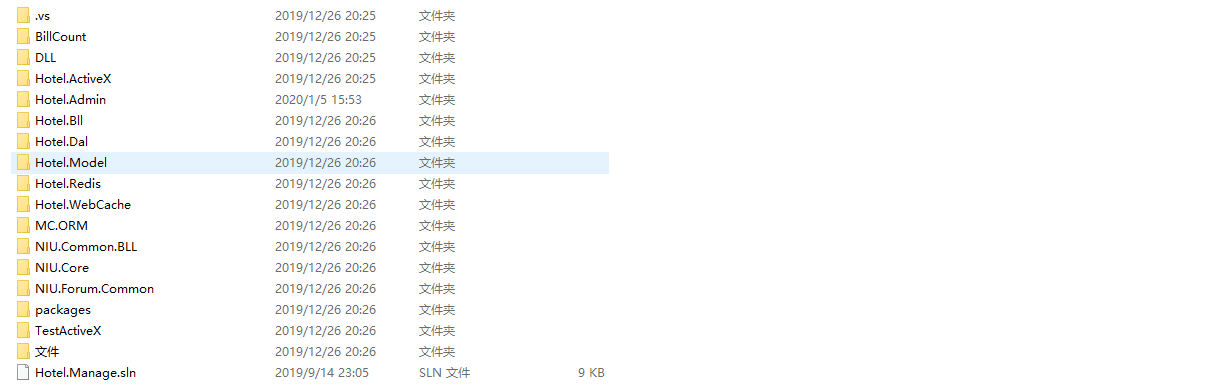 .vs 2019/12/26 20:25 文件夹
BillCount 2019/12/26 20:25 文件夹
DLL 2019/12/26 20:25 文件夹
Hotel.ActiveX 2019/12/26 20:25 文件夹
Hotel.Admin 2020/1/5 15:53 文件夹
Hotel.Bll 2019/12/26 20:26 文件夹
Hotel.Dal 2019/12/26 20:26 文件夹
Hotel.Model 2019/12/26 20:26 文件夹
Hotel.Redis 2019/12/26 20:26 文件夹
Hotel.WebCache 2019/12/26 20:26 文件夹
MC.ORM 2019/12/26 20:26 文件夹
NIU.Common.BLL 2019/12/26 20:26 文件夹
NIU.Core 2019/12/26 20:26 文件夹
NIU.Forum.Common 2019/12/26 20:26 文件夹
packages 2019/12/26 20:26 文件夹
TestActiveX 2019/12/26 20:26 文件夹
文件 2019/12/26 20:26 文件夹
Hotel.Manage.sln 2019/9/14 23:05 SLN 文件 9 KB